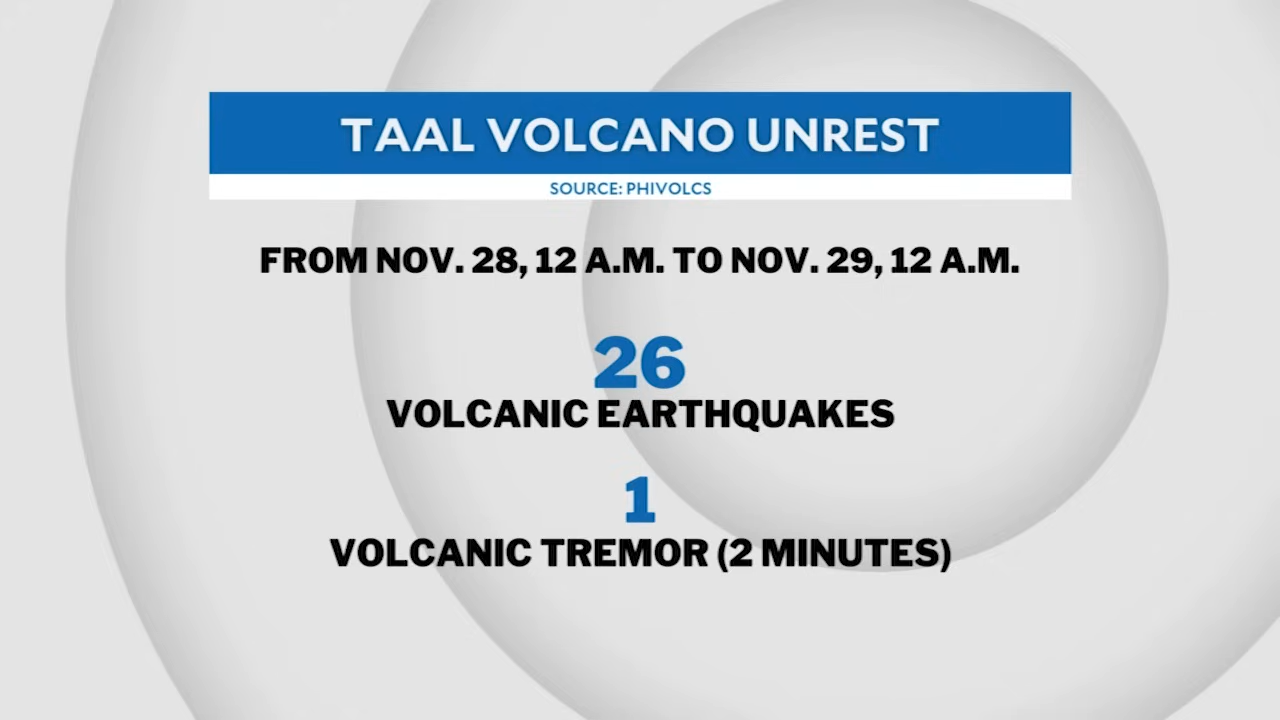 TAAL VOLCANO UNREST
SOURCE: PHIVOLCS
FROM NOV. 28, 12 A.M. TO NOV. 29, 12 A.M.
26
VOLCANIC EARTHQUAKES
1
VOLCANIC TREMOR (2 MINUTES)